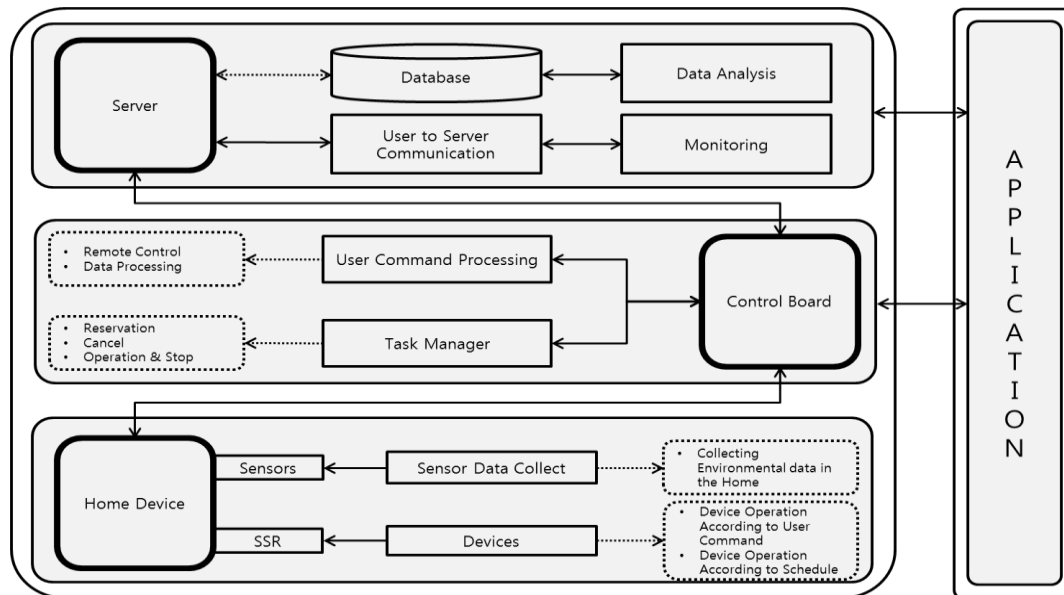 Server
Database
Data Analysis
User to Server
Communication
Monitoring
• Remote Control
• Data Processing
User Command Processing
Control Board
• Reservation
• Cancel
• Operation & Stop
Task Manager
Home Device
Sensors
Sensor Data Collect
• Collecting
Environmental data in
the Home
SSR
Devices
• Device Operation
According to User
Command
• Device Operation
According to Schedule
APPLICATION